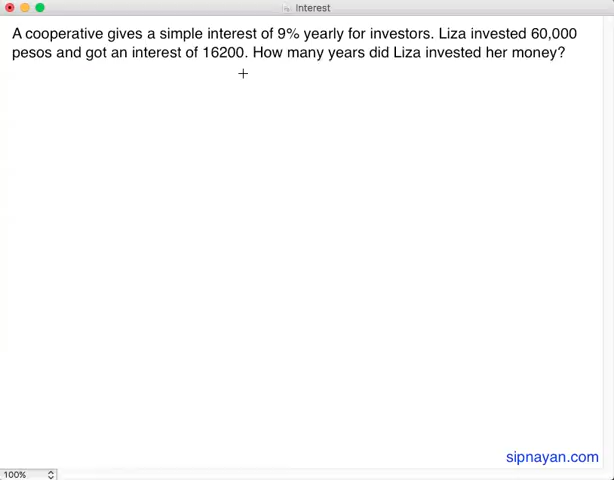 Interest
A cooperative gives a simple interest of 9% yearly for investors. Liza invested 60,000
pesos and got an interest of 16200. How many years did Liza invested her money?
sipnayan.com
100%